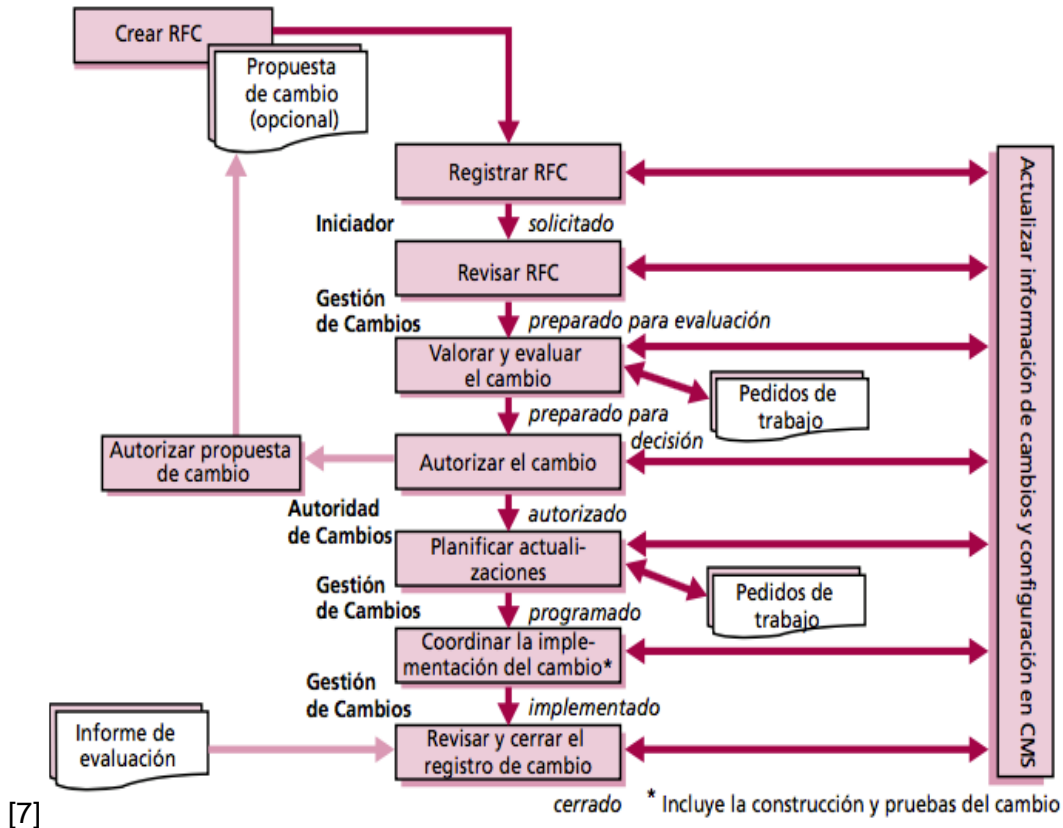 Crear RFC
Propuesta
de cambio
(opcional)
Registrar RFC
Iniciador
solicitado
Revisar RFC
Gestión
de Cambios
preparado para evaluación
Valorar y evaluar
el cambio
Pedidos de
trabajo
preparado para
decisión
Autorizar propuesta
de cambio
Autorizar el cambio
Autoridad
de Cambios
autorizado
Planificar actuali-
zaciones
Pedidos de
trabajo
Gestión
de Cambios
programado
Coordinar la imple-
mentación del cambio*
Gestión
de Cambios
implementado
Informe de
evaluación
Revisar y cerrar el
registro de cambio
cerrado
* Incluye la construcción y pruebas del cambio
Actualizar información de cambios y configuración en CMS
[7]